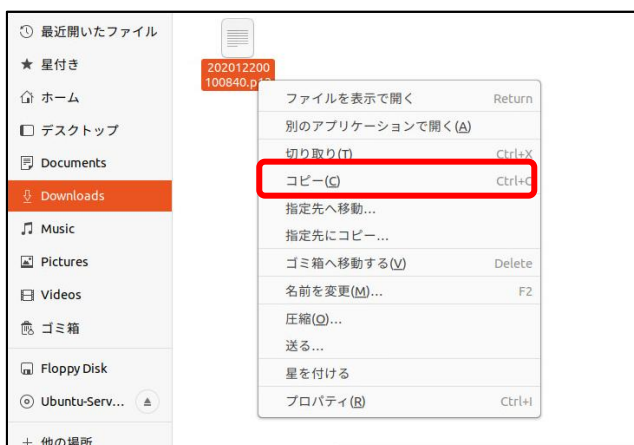 最近開いたファイル
星付き
ホーム
デスクトップ
Documents
Downloads
Music
Pictures
Videos
ゴミ箱
Floppy Disk
Ubuntu-Serv...
他の場所
202012200
100840.p12
ファイルを表示で開く Return
別のアプリケーションで開く(A)
切り取り(T) Ctrl+X
コピー(C) Ctrl+C
指定先へ移動...
指定先にコピー...
ゴミ箱へ移動する(V) Delete
名前を変更(M)... F2
圧縮(O)...
送る...
星を付ける
プロパティ(R) Ctrl+I